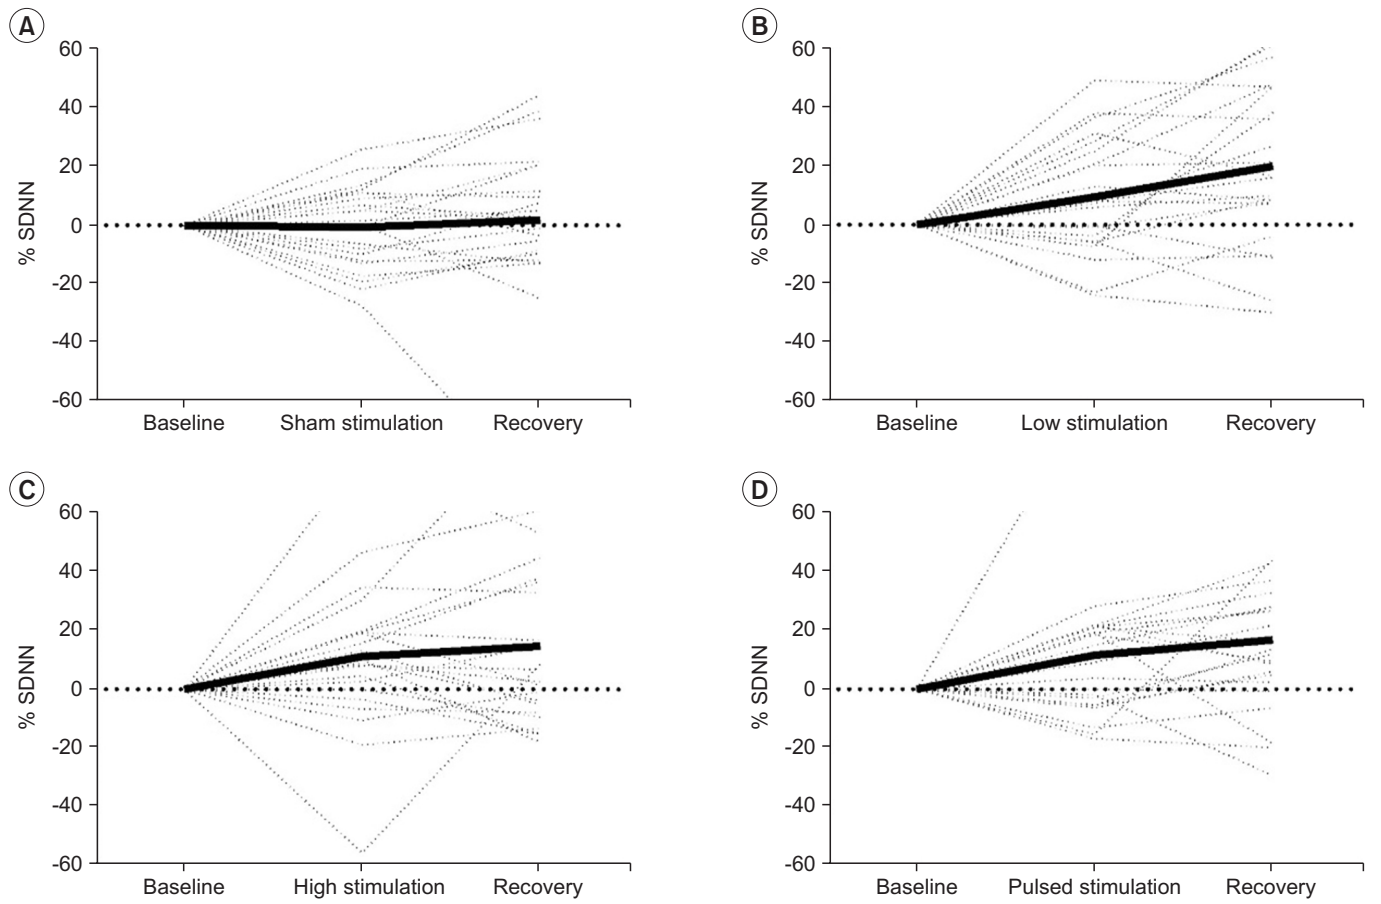 A
60
40
20
0
-20
-40
-60
% SDNN
Baseline Sham stimulation Recovery
B
60
40
20
0
-20
-40
-60
% SDNN
Baseline Low stimulation Recovery
C
60
40
20
0
-20
-40
-60
% SDNN
Baseline High stimulation Recovery
D
60
40
20
0
-20
-40
-60
% SDNN
Baseline Pulsed stimulation Recovery